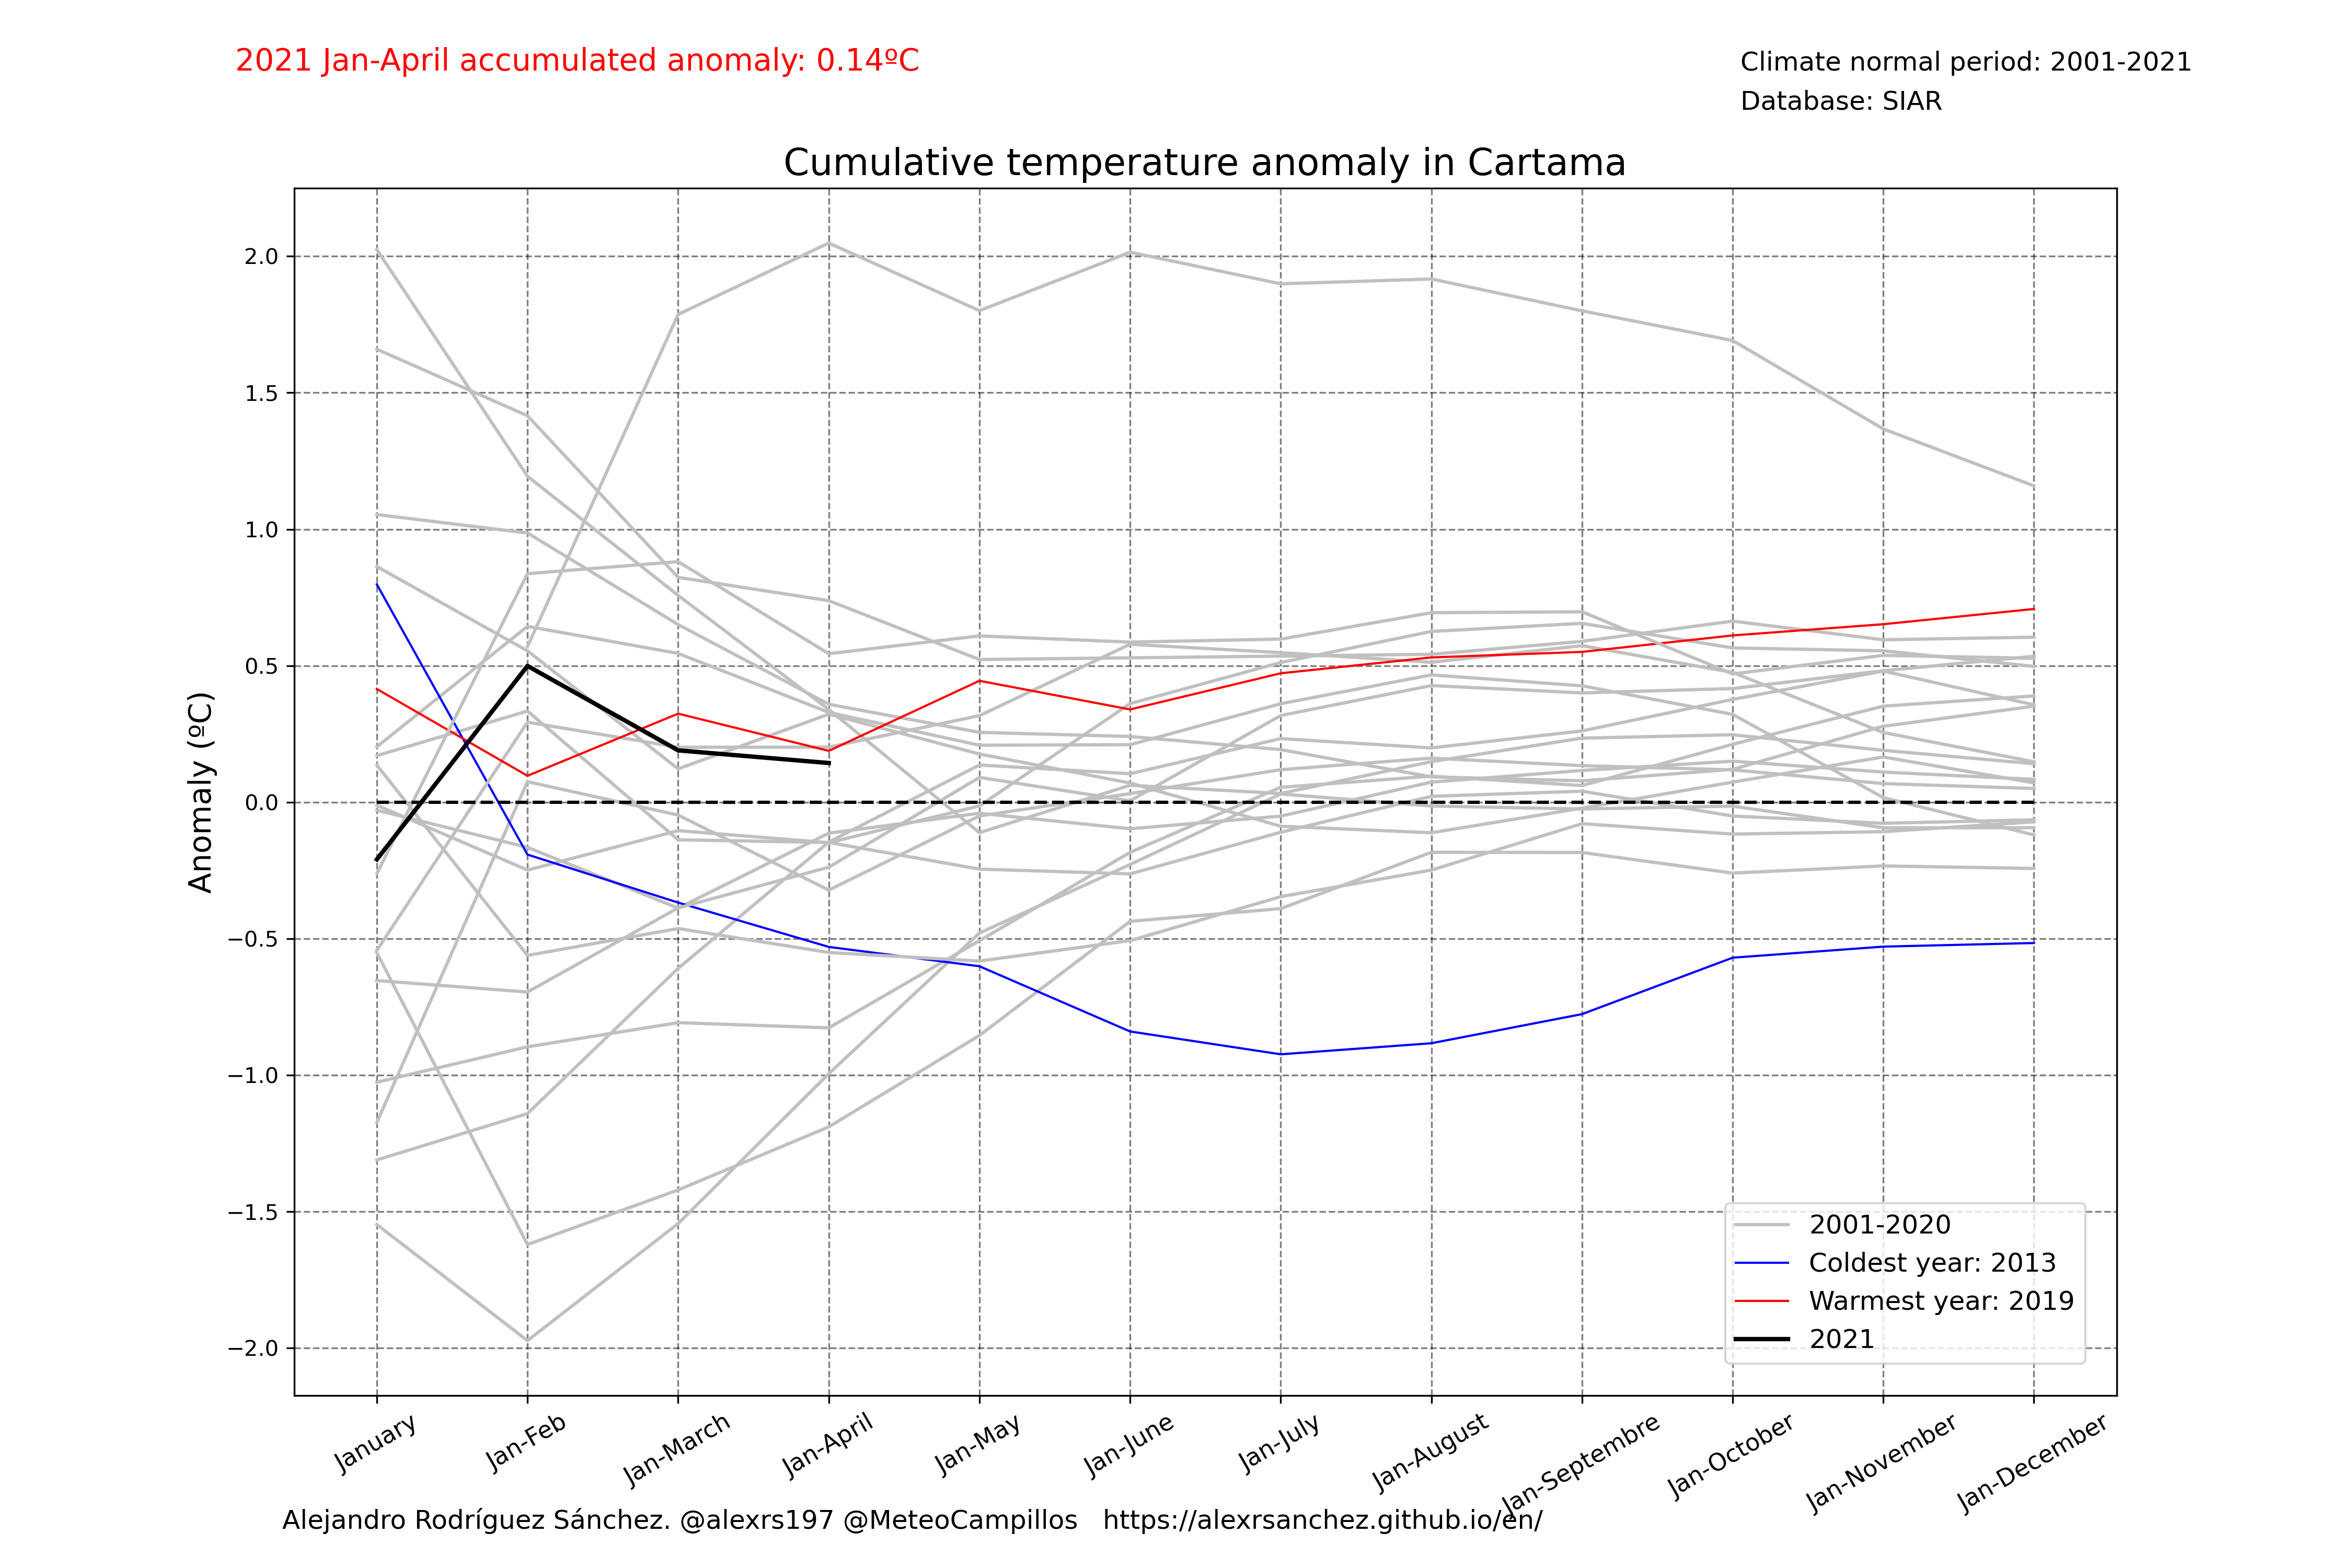 2021 Jan-April accumulated anomaly: 0.14ºC
Climate normal period: 2001-2021
Database: SIAR
Cumulative temperature anomaly in Cartama
Anomaly (ºC)
2.0
1.5
1.0
0.5
0.0
−0.5
−1.0
−1.5
−2.0
2001-2020
Coldest year: 2013
Warmest year: 2019
2021
January
Jan-Feb
Jan-March
Jan-April
Jan-May
Jan-June
Jan-July
Jan-August
Jan-Septembre
Jan-October
Jan-November
Jan-December
Alejandro Rodríguez Sánchez. @alexrs197 @MeteoCampillos https://alexrsanchez.github.io/en/